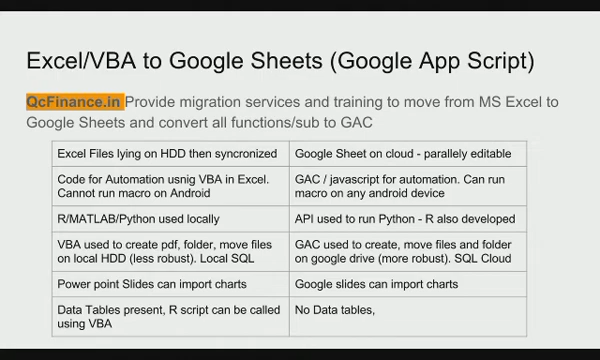 Excel/VBA to Google Sheets (Google App Script)
QcFinance.in Provide migration services and training to move from MS Excel to
Google Sheets and convert all functions/sub to GAC
Excel Files lying on HDD then syncronized
Google Sheet on cloud - parallely editable
Code for Automation usnig VBA in Excel.
Cannot run macro on Android
GAC / javascript for automation. Can run
macro on any android device
R/MATLAB/Python used locally
API used to run Python - R also developed
VBA used to create pdf, folder, move files
on local HDD (less robust). Local SQL
GAC used to create, move files and folder
on google drive (more robust). SQL Cloud
Power point Slides can import charts
Google slides can import charts
Data Tables present, R script can be called
using VBA
No Data tables,